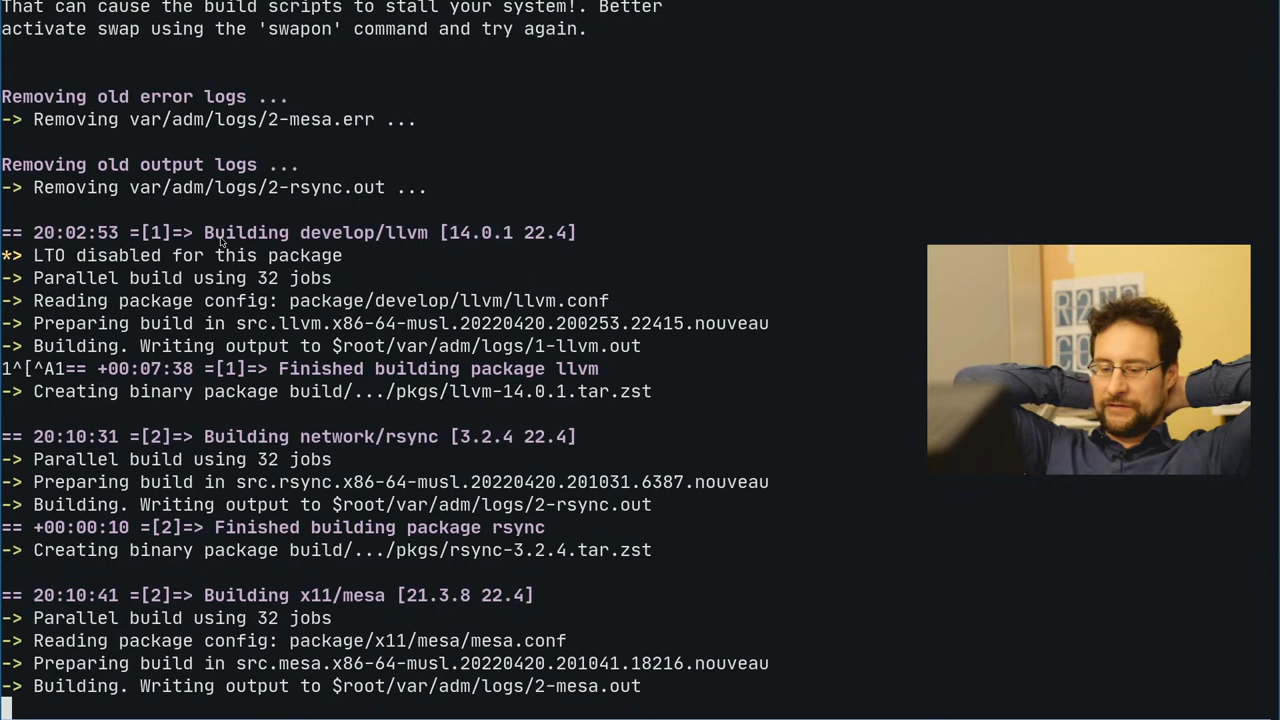 That can cause the build scripts to stall your system!. Better
activate swap using the 'swapon' command and try again.
Removing old error logs ...
-> Removing var/adm/logs/2-mesa.err ...
Removing old output logs ...
-> Removing var/adm/logs/2-rsync.out ...
== 20:02:53 =[1]=> Building develop/llvm [14.0.1 22.4]
*> LTO disabled for this package
-> Parallel build using 32 jobs
-> Reading package config: package/develop/llvm/llvm.conf
-> Preparing build in src.llvm.x86-64-musl.20220420.200253.22415.nouveau
-> Building. Writing output to $root/var/adm/logs/1-llvm.out
1^[^A1== +00:07:38 =[1]=> Finished building package llvm
-> Creating binary package build/.../pkgs/llvm-14.0.1.tar.zst
== 20:10:31 =[2]=> Building network/rsync [3.2.4 22.4]
-> Parallel build using 32 jobs
-> Preparing build in src.rsync.x86-64-musl.20220420.201031.6387.nouveau
-> Building. Writing output to $root/var/adm/logs/2-rsync.out
== +00:00:10 =[2]=> Finished building package rsync
-> Creating binary package build/.../pkgs/rsync-3.2.4.tar.zst
== 20:10:41 =[2]=> Building x11/mesa [21.3.8 22.4]
-> Parallel build using 32 jobs
-> Reading package config: package/x11/mesa/mesa.conf
-> Preparing build in src.mesa.x86-64-musl.20220420.201041.18216.nouveau
-> Building. Writing output to $root/var/adm/logs/2-mesa.out